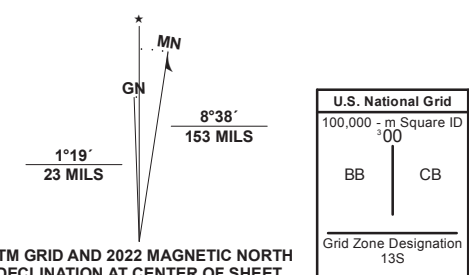 ★
MN
GN
8°38´
153 MILS
1°19´
23 MILS
TM GRID AND 2022 MAGNETIC NORTH
DECLINATION AT CENTER OF SHEET
U.S. National Grid
100,000 - m Square ID
³00
BB CB
Grid Zone Designation
13S